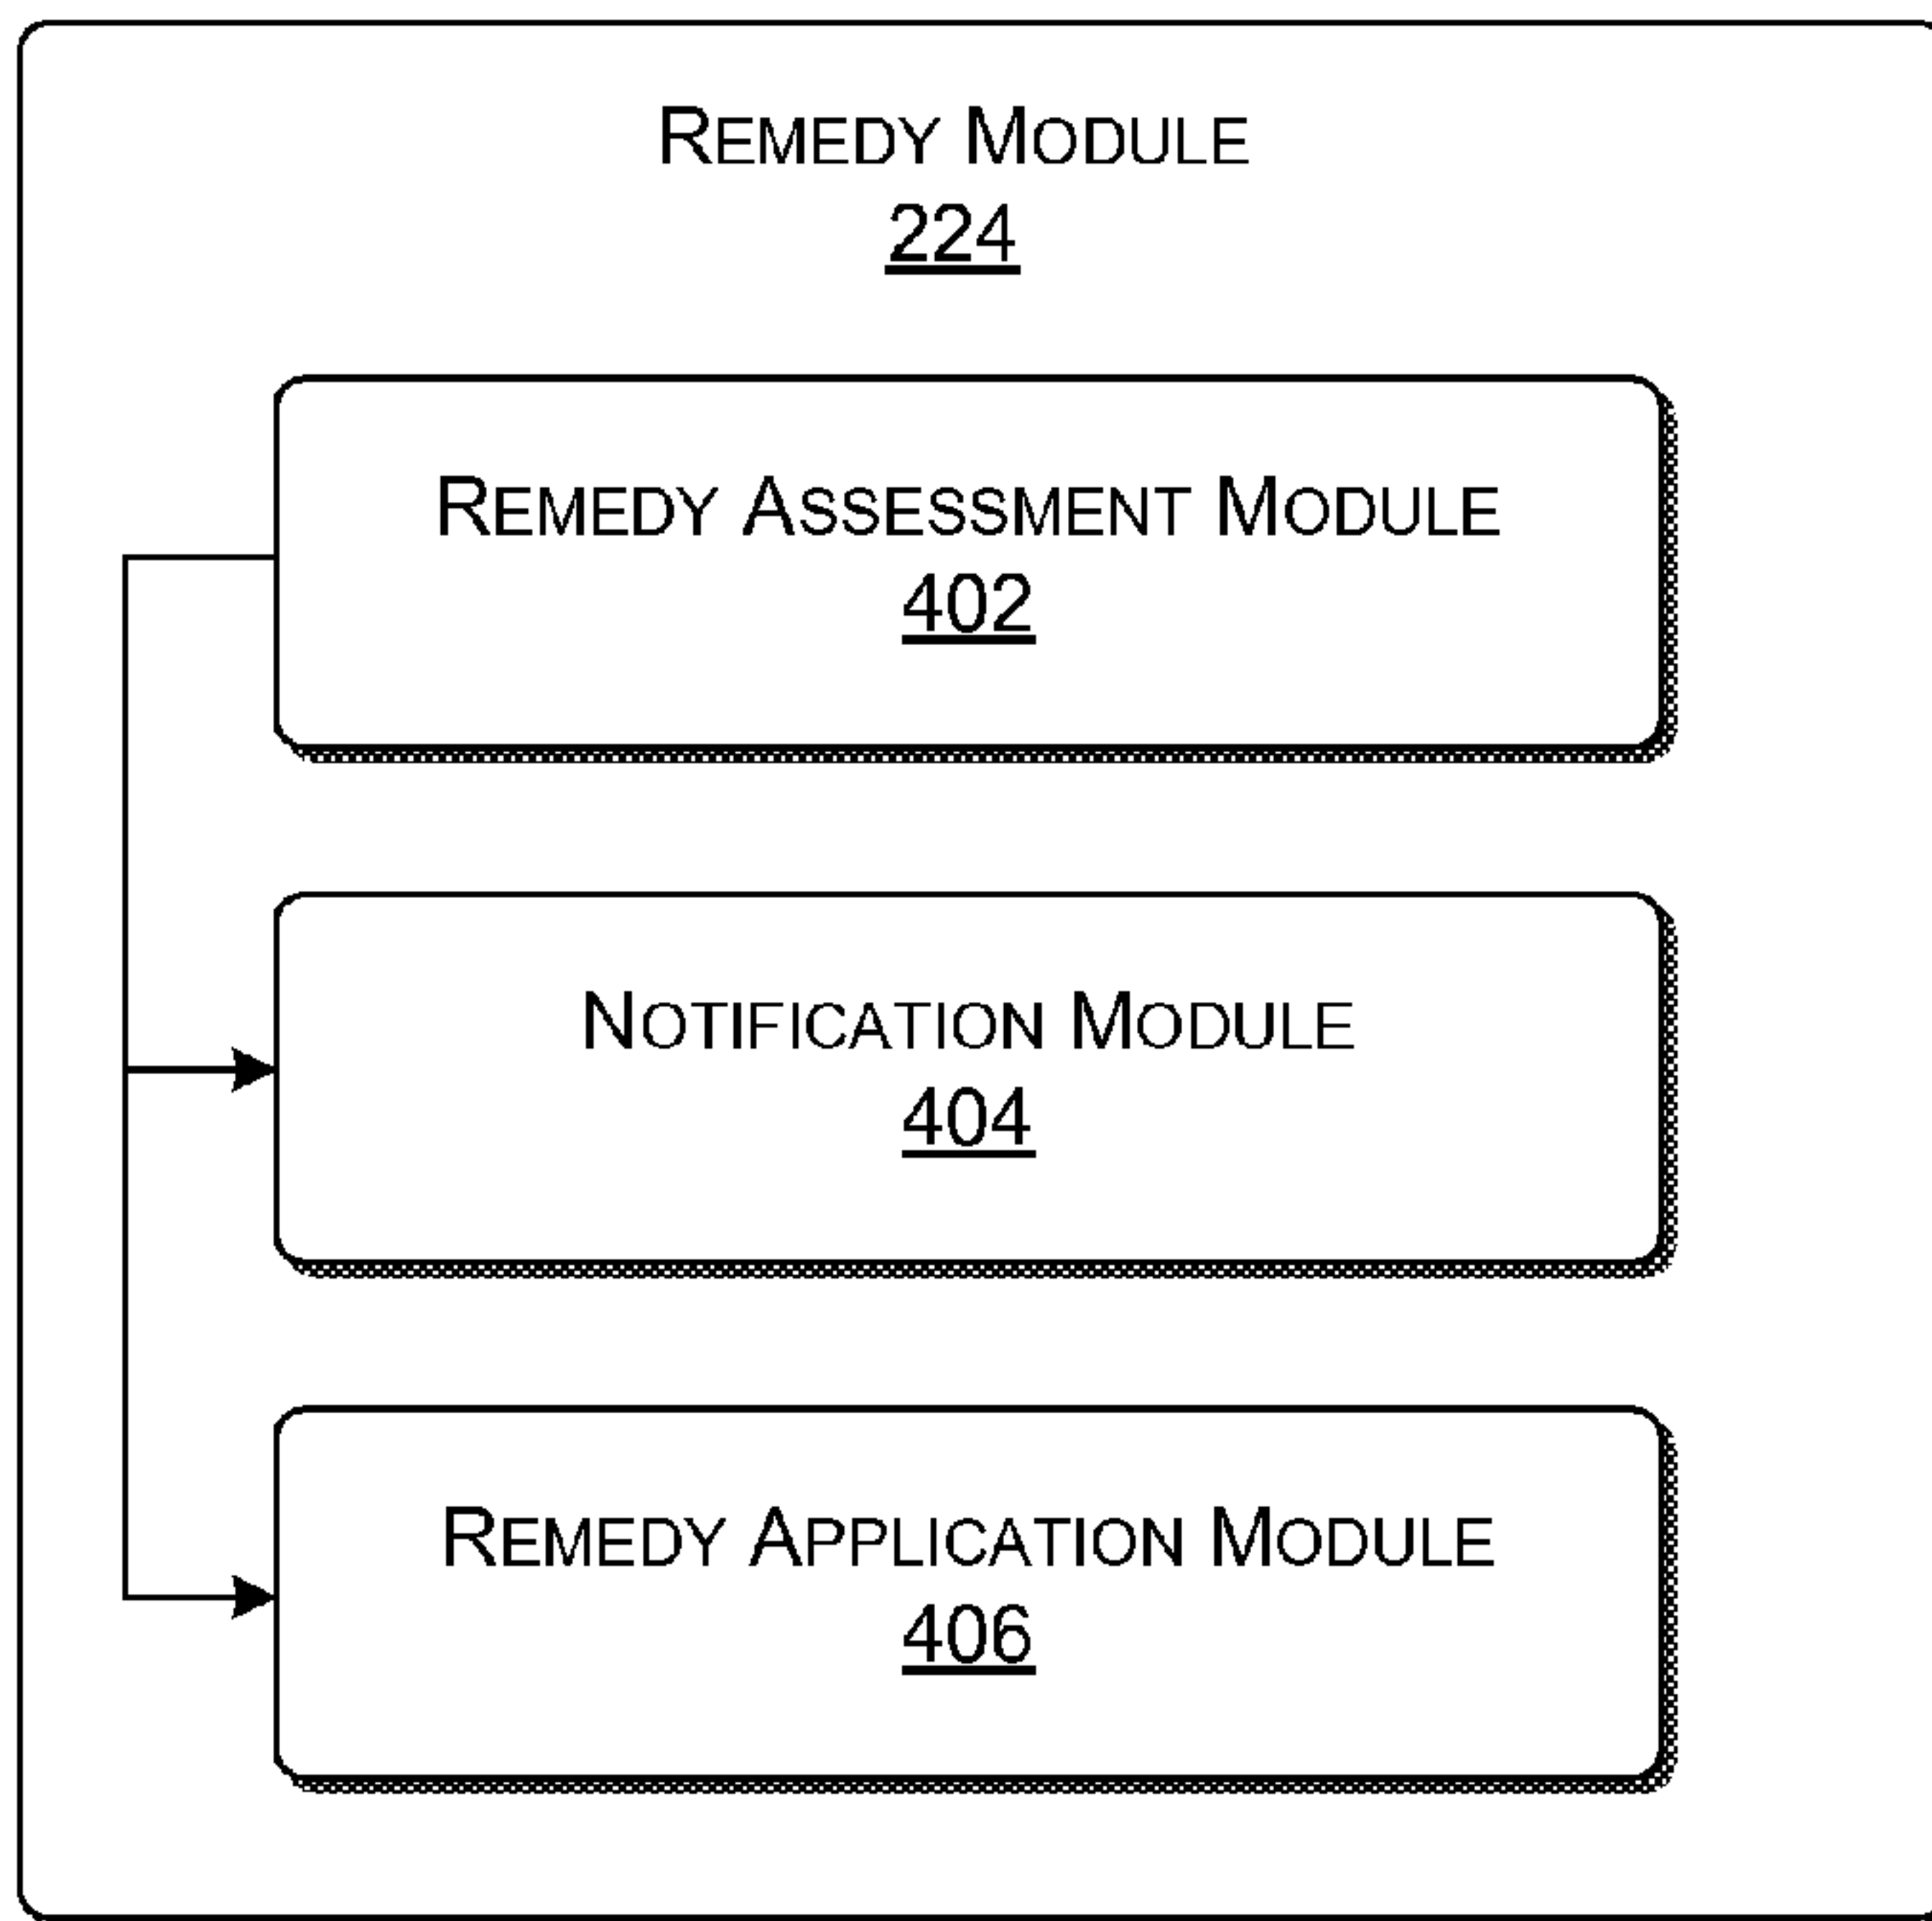 REMEDY MODULE
224
REMEDY ASSESSMENT MODULE
402
NOTIFICATION MODULE
404
REMEDY APPLICATION MODULE
406